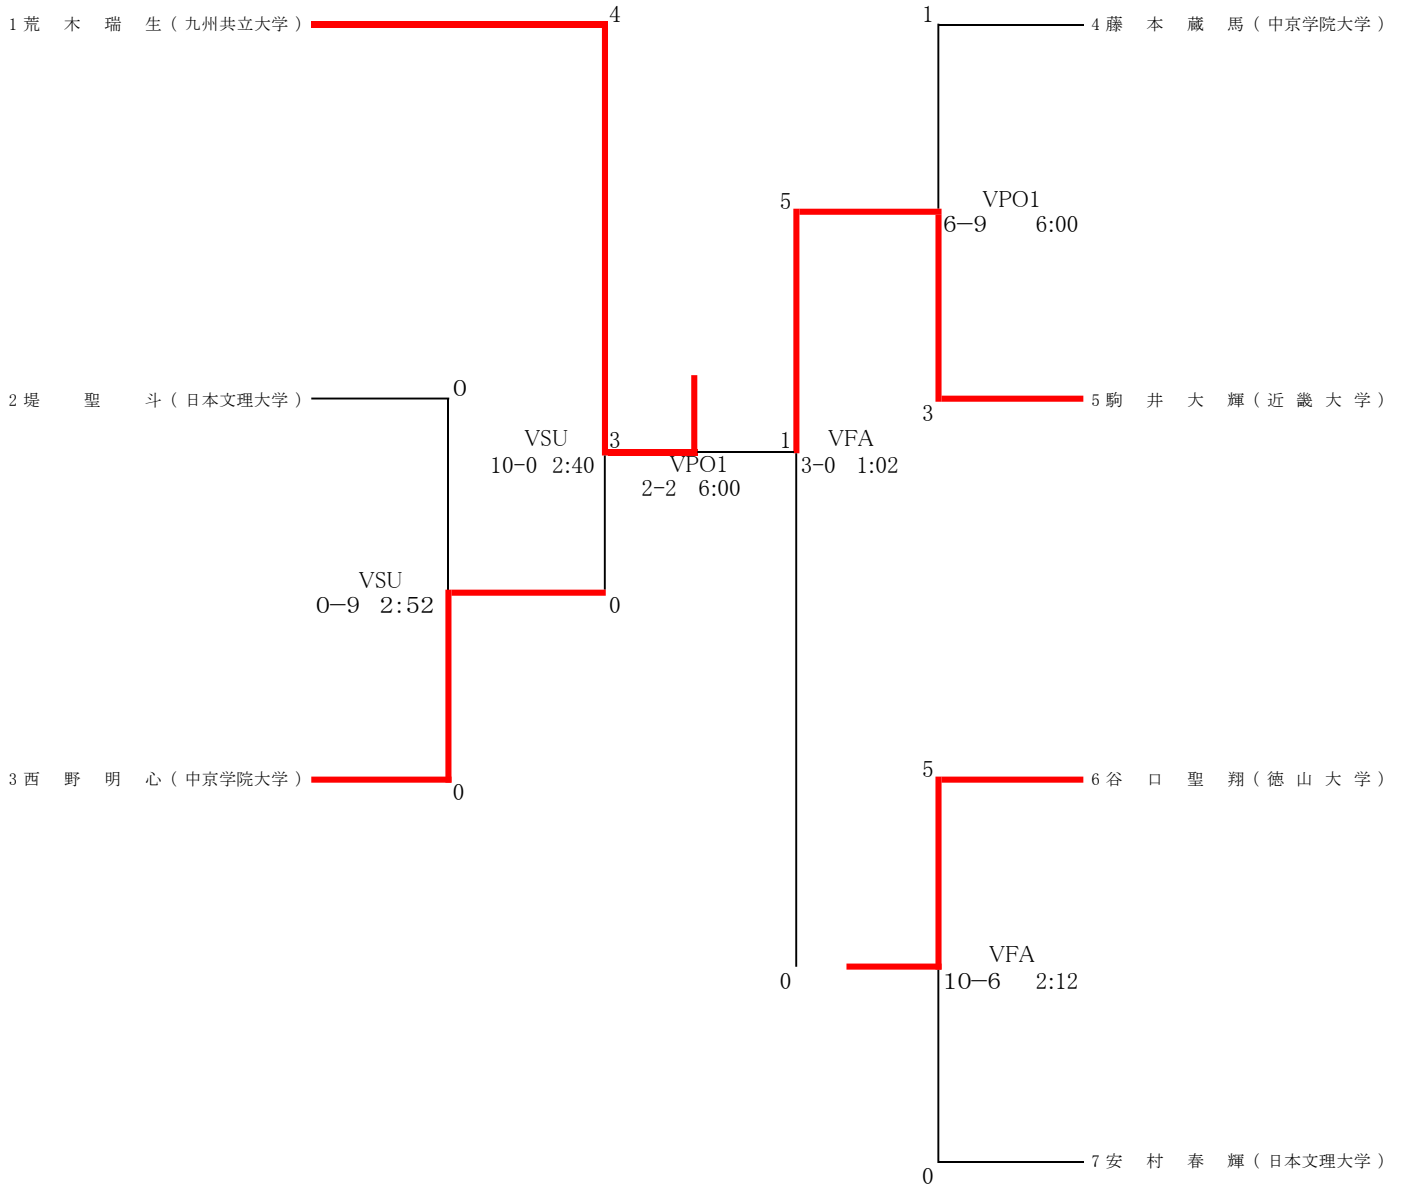 1 荒木瑞生 ( 九州共立大学 )
4
1
4 藤本蔵馬 ( 中京学院大学 )
5
VPO1
6-9 6:00
2 堤聖斗 ( 日本文理大学 )
0
3
5 駒井大輝 ( 近畿大学 )
VSU
3
10-0 2:40
VPO1
2-2 6:00
1
VFA
3-0 1:02
VSU
0-9 2:52
0
3 西野明心 ( 中京学院大学 )
0
5
6 谷口聖翔 ( 徳山大学 )
VFA
10-6 2:12
0
0
7 安村春輝 ( 日本文理大学 )